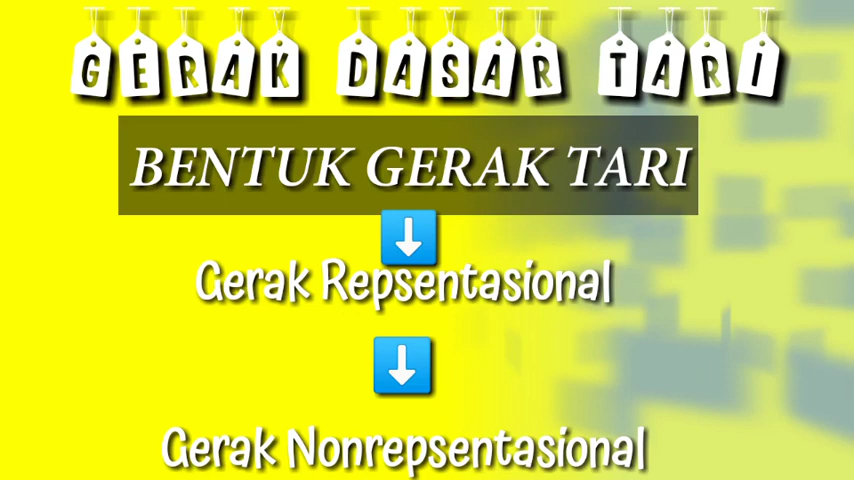 GERAK DASAR TARI
BENTUK GERAK TARI
Gerak Repsentasional
Gerak Nonrepsentasional